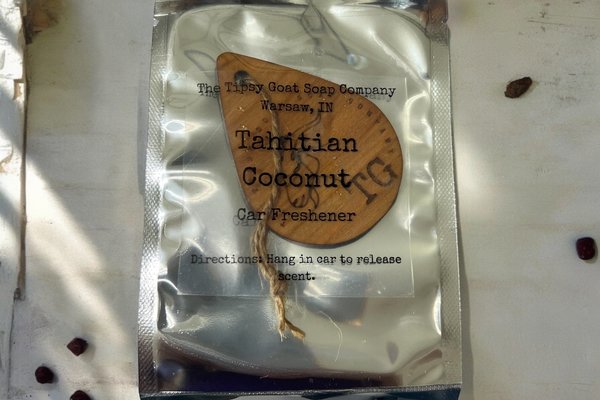 The Tipsy Goat Soap Company
Warsaw, IN
Tahitian
Coconut
TG
Car Freshener
Directions: Hang in car to release
scent.